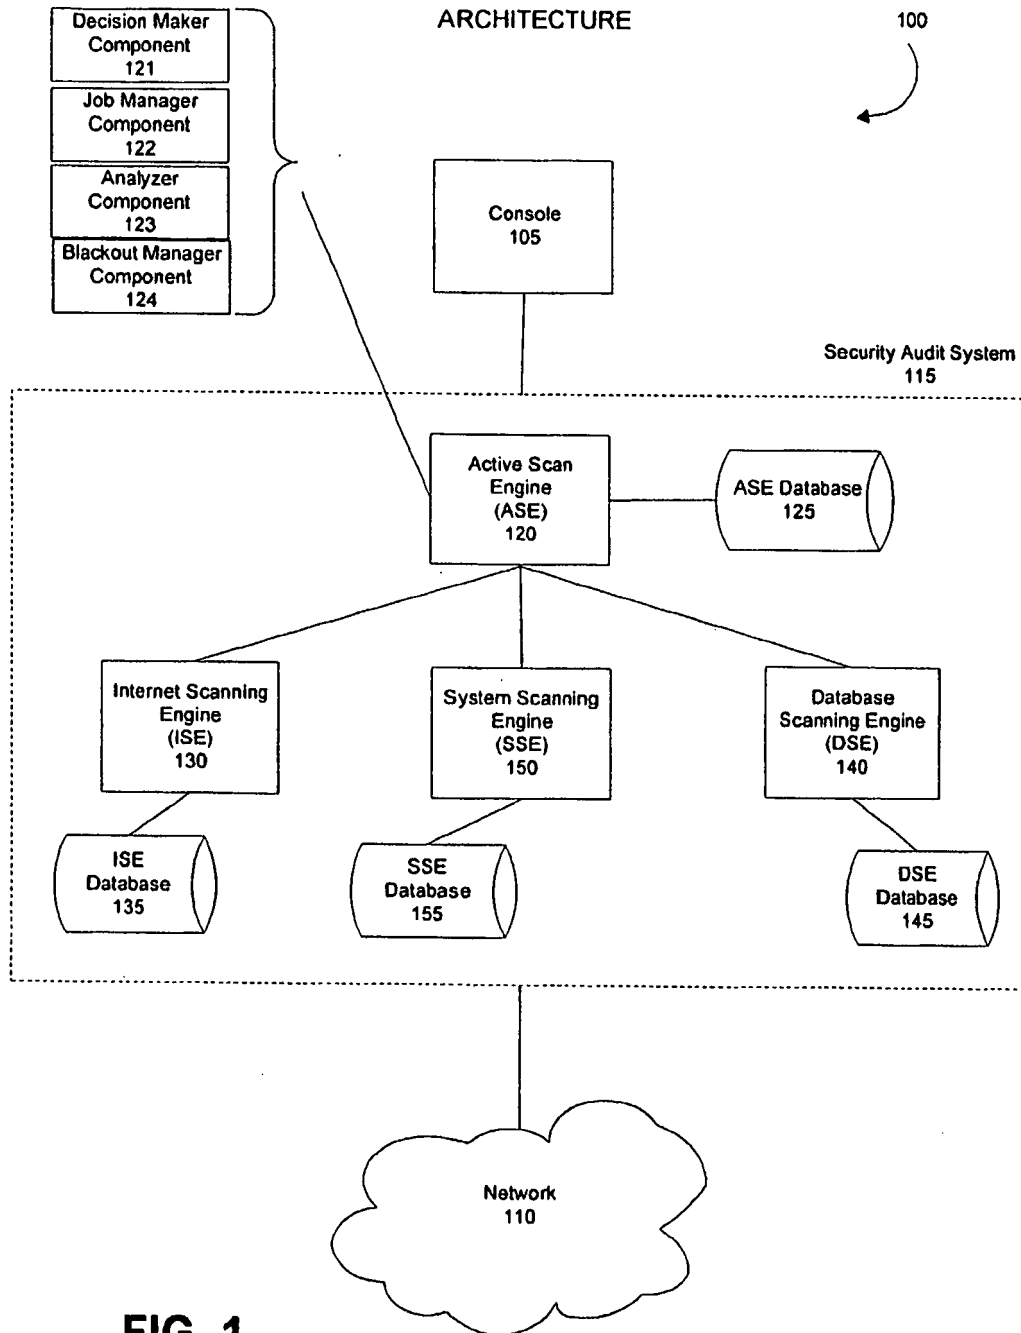 ARCHITECTURE
100
Decision Maker
Component
121
Job Manager
Component
122
Analyzer
Component
123
Blackout Manager
Component
124
Console
105
Security Audit System
115
Active Scan
Engine
(ASE)
120
ASE Database
125
Internet Scanning
Engine
(ISE)
130
System Scanning
Engine
(SSE)
150
Database
Scanning Engine
(DSE)
140
ISE
Database
135
SSE
Database
155
DSE
Database
145
Network
110
FIG. 1